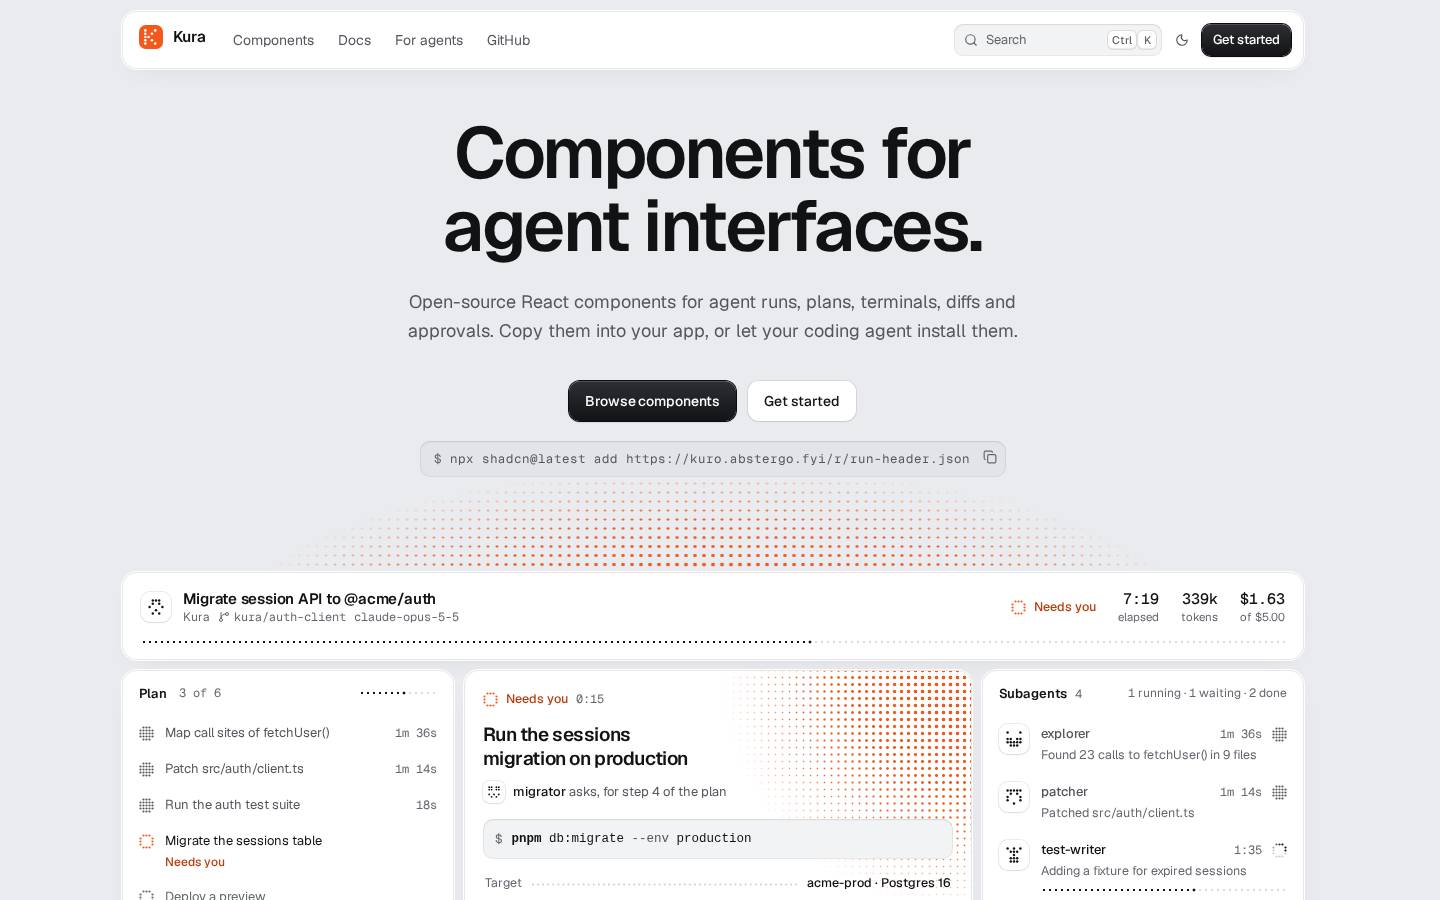 Kura
Components
Docs
For agents
GitHub
Search
Ctrl K
Get started
Components for
agent interfaces.
Open-source React components for agent runs, plans, terminals, diffs and
approvals. Copy them into your app, or let your coding agent install them.
Browse components
Get started
$ npx shadcn@latest add https://kuro.abstergo.fyi/r/run-header.json
Migrate session API to @acme/auth
Kura kura/auth-client claude-opus-5-5
Needs you
7:19
elapsed
339k
tokens
$1.63
of $5.00
Plan 3 of 6
Map call sites of fetchUser() 1m 36s
Patch src/auth/client.ts 1m 14s
Run the auth test suite 18s
Migrate the sessions table
Needs you
Deploy a preview
Needs you 0:15
Run the sessions
migration on production
migrator asks, for step 4 of the plan
$ pnpm db:migrate --env production
Target acme-prod · Postgres 16
Subagents 4 1 running · 1 waiting · 2 done
explorer 1m 36s
Found 23 calls to fetchUser() in 9 files
patcher 1m 14s
Patched src/auth/client.ts
test-writer 1:35
Adding a fixture for expired sessions